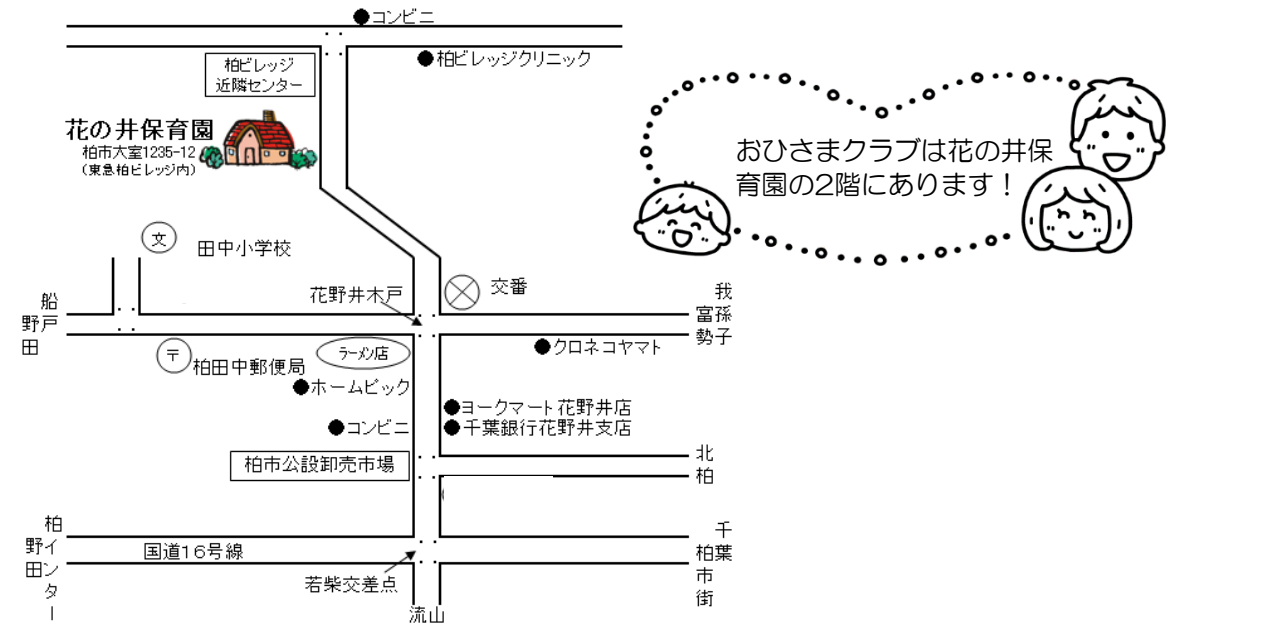 コンビニ
柏ビレッジクリニック
柏ビレッジ
近隣センター
花の井保育園
柏市大室1235-12
(東急柏ビレッジ内)
おひさまクラブは花の井保
育園の2階にあります！
文
田中小学校
花野井木戸
交番
船戸
野田
我孫子
富勢
〒
柏田中郵便局
ラーメン店
クロネコヤマト
ホームピック
ヨークマート花野井店
コンビニ
千葉銀行花野井支店
柏市公設卸売市場
北柏
柏インター
野田
国道16号線
千葉
柏市街
若柴交差点
流山